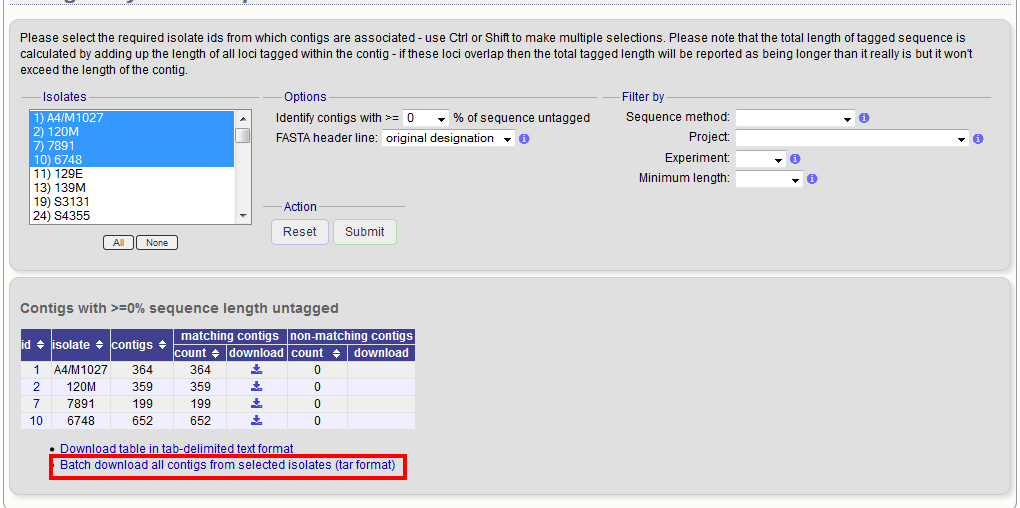 Please select the required isolate ids from which contigs are associated - use Ctrl or Shift to make multiple selections. Please note that the total length of tagged sequence is
calculated by adding up the length of all loci tagged within the contig - if these loci overlap then the total tagged length will be reported as being longer than it really is but it won't
exceed the length of the contig.
Isolates
1) A4/M1027
2) 120M
7) 7891
10) 6748
11) 129E
13) 139M
19) S3131
24) S4355
All None
Options
Identify contigs with >= 0 % of sequence untagged
FASTA header line: original designation
Action
Reset Submit
Filter by
Sequence method:
Project:
Experiment:
Minimum length:
Contigs with >=0% sequence length untagged
id isolate contigs matching contigs non-matching contigs
count download count download
1 A4/M1027 364 364 0
2 120M 359 359 0
7 7891 199 199 0
10 6748 652 652 0
Download table in tab-delimited text format
Batch download all contigs from selected isolates (tar format)